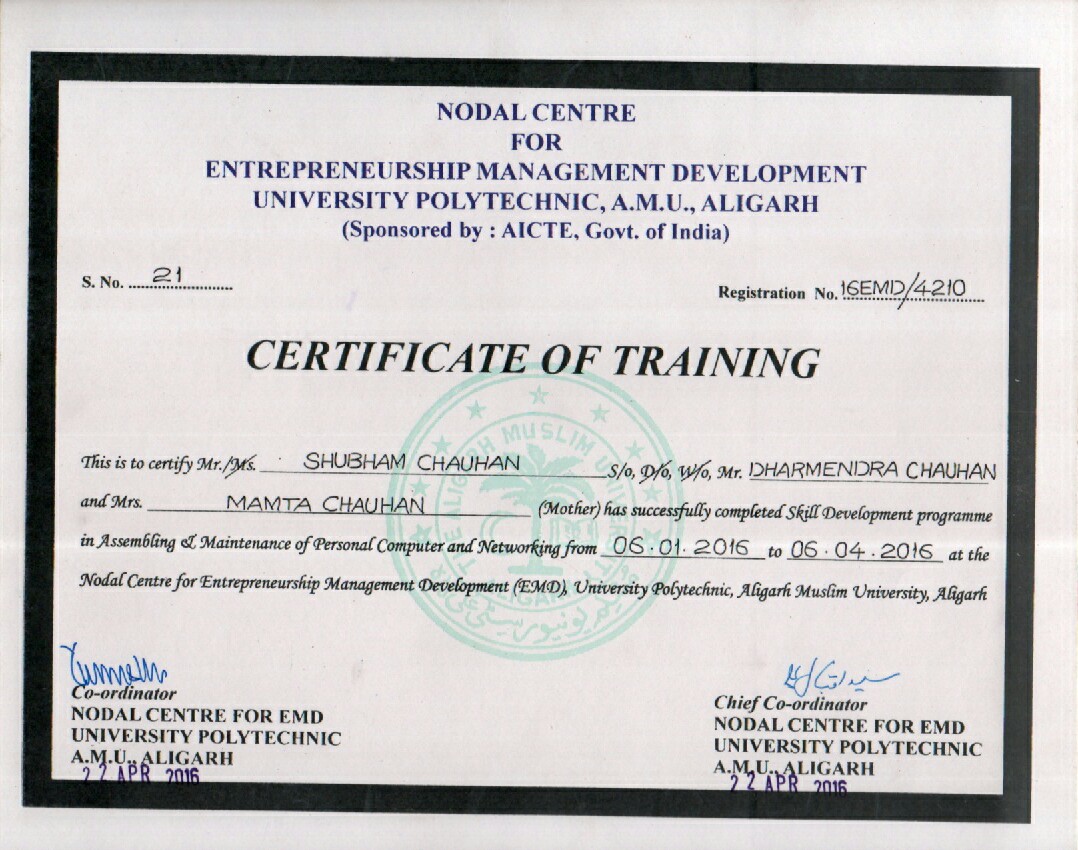 NODAL CENTRE
FOR
ENTREPRENEURSHIP MANAGEMENT DEVELOPMENT
UNIVERSITY POLYTECHNIC, A.M.U., ALIGARH
(Sponsored by : AICTE, Govt. of India)
S. No. 21
Registration No. 16EMD/4210
CERTIFICATE OF TRAINING
This is to certify Mr./Ms. SHUBHAM CHAUHAN S/o, D/o, W/o, Mr. DHARMENDRA CHAUHAN
and Mrs. MAMTA CHAUHAN (Mother) has successfully completed Skill Development programme
in Assembling & Maintenance of Personal Computer and Networking from 06.01.2016 to 06.04.2016 at the
Nodal Centre for Entrepreneurship Management Development (EMD), University Polytechnic, Aligarh Muslim University, Aligarh
Co-ordinator
NODAL CENTRE FOR EMD
UNIVERSITY POLYTECHNIC
A.M.U., ALIGARH
22 APR 2016
Chief Co-ordinator
NODAL CENTRE FOR EMD
UNIVERSITY POLYTECHNIC
A.M.U., ALIGARH
22 APR 2016